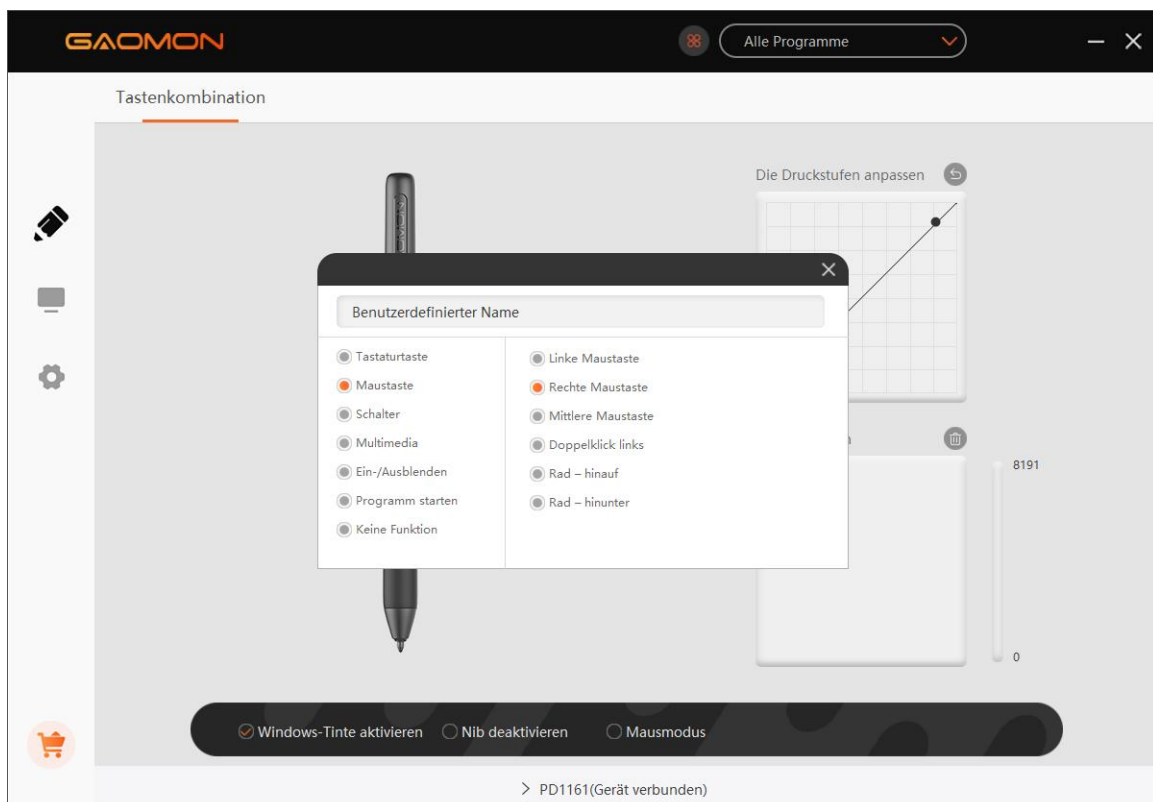 GAOMON
Alle Programme
Tastenkombination
Die Druckstufen anpassen
Benutzerdefinierter Name
Tastaturtaste
Maustaste
Schalter
Multimedia
Ein-/Ausblenden
Programm starten
Keine Funktion
Linke Maustaste
Rechte Maustaste
Mittlere Maustaste
Doppelklick links
Rad – hinauf
Rad – hinunter
8191
0
Windows-Tinte aktivieren
Nib deaktivieren
Mausmodus
PD1161(Gerät verbunden)